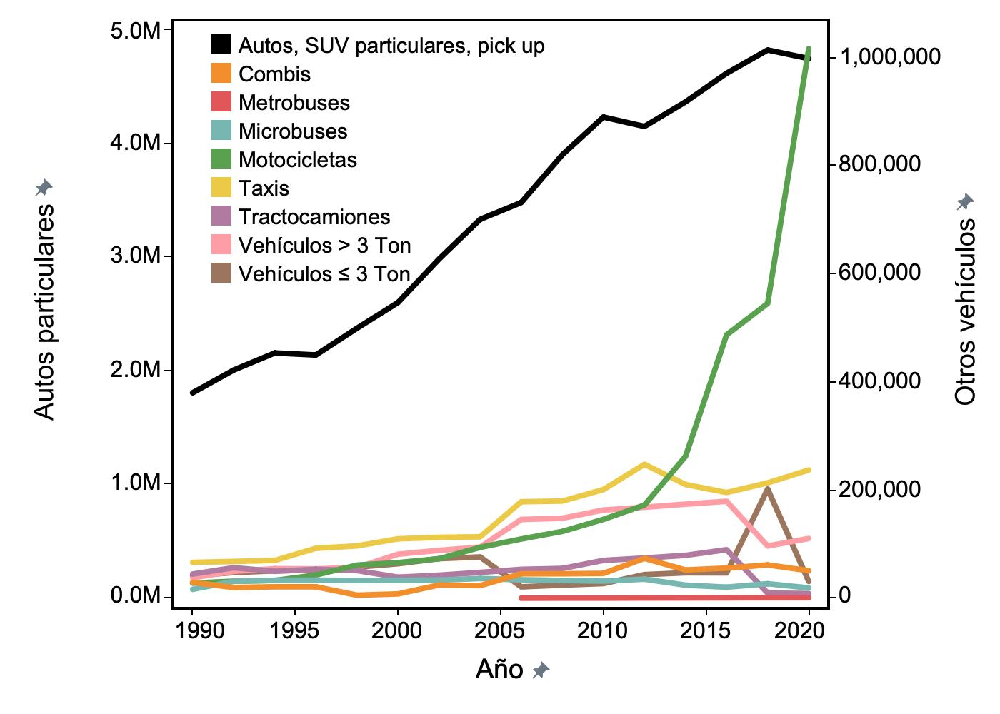 Autos, SUV particulares, pick up
Combis
Metrobuses
Microbuses
Motocicletas
Taxis
Tractocamiones
Vehículos > 3 Ton
Vehículos ≤ 3 Ton
Autos particulares
5.0M
4.0M
3.0M
2.0M
1.0M
0.0M
1,000,000
800,000
600,000
400,000
200,000
0
Otros vehículos
1990 1995 2000 2005 2010 2015 2020
Año